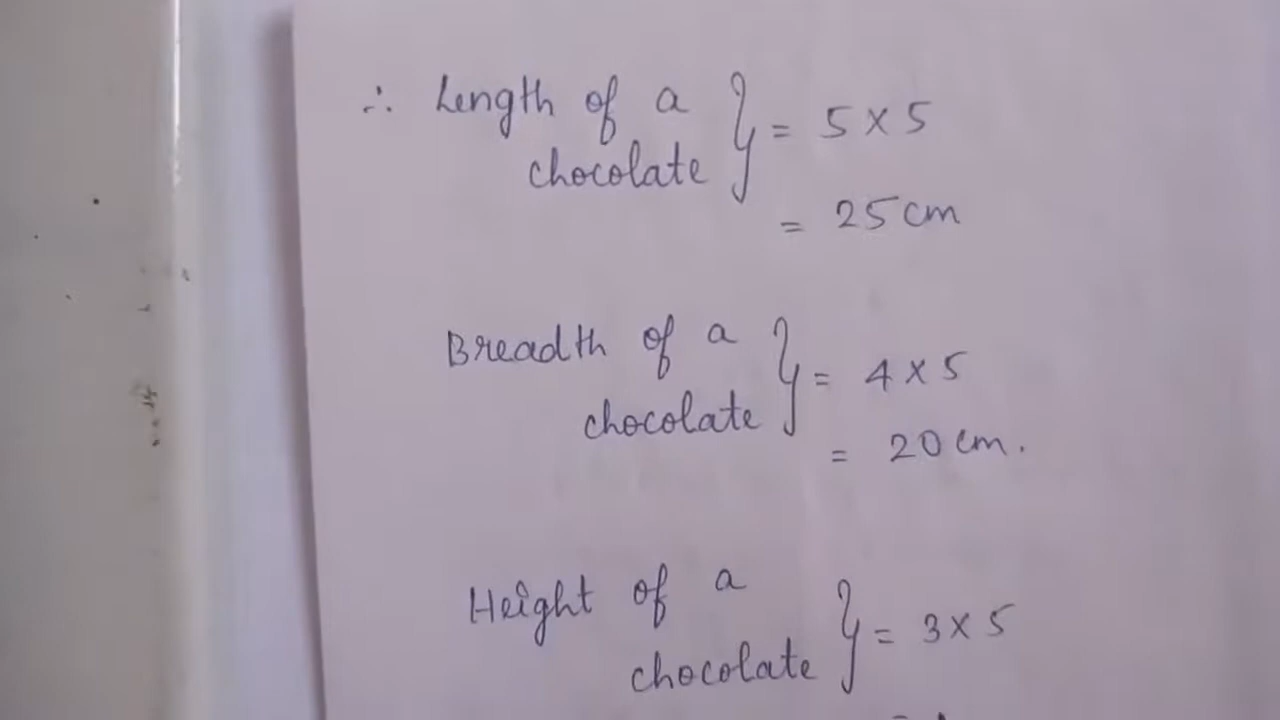 ∴ Length of a
chocolate } = 5 × 5
= 25 cm
Breadth of a
chocolate } = 4 × 5
= 20 cm.
Height of a
chocolate } = 3 × 5